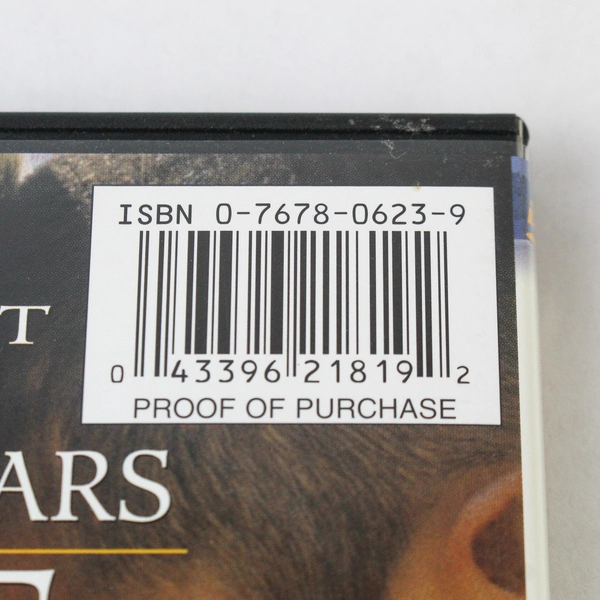 ISBN 0-7678-0623-9
0 43396 21819 2
PROOF OF PURCHASE
T
ARS